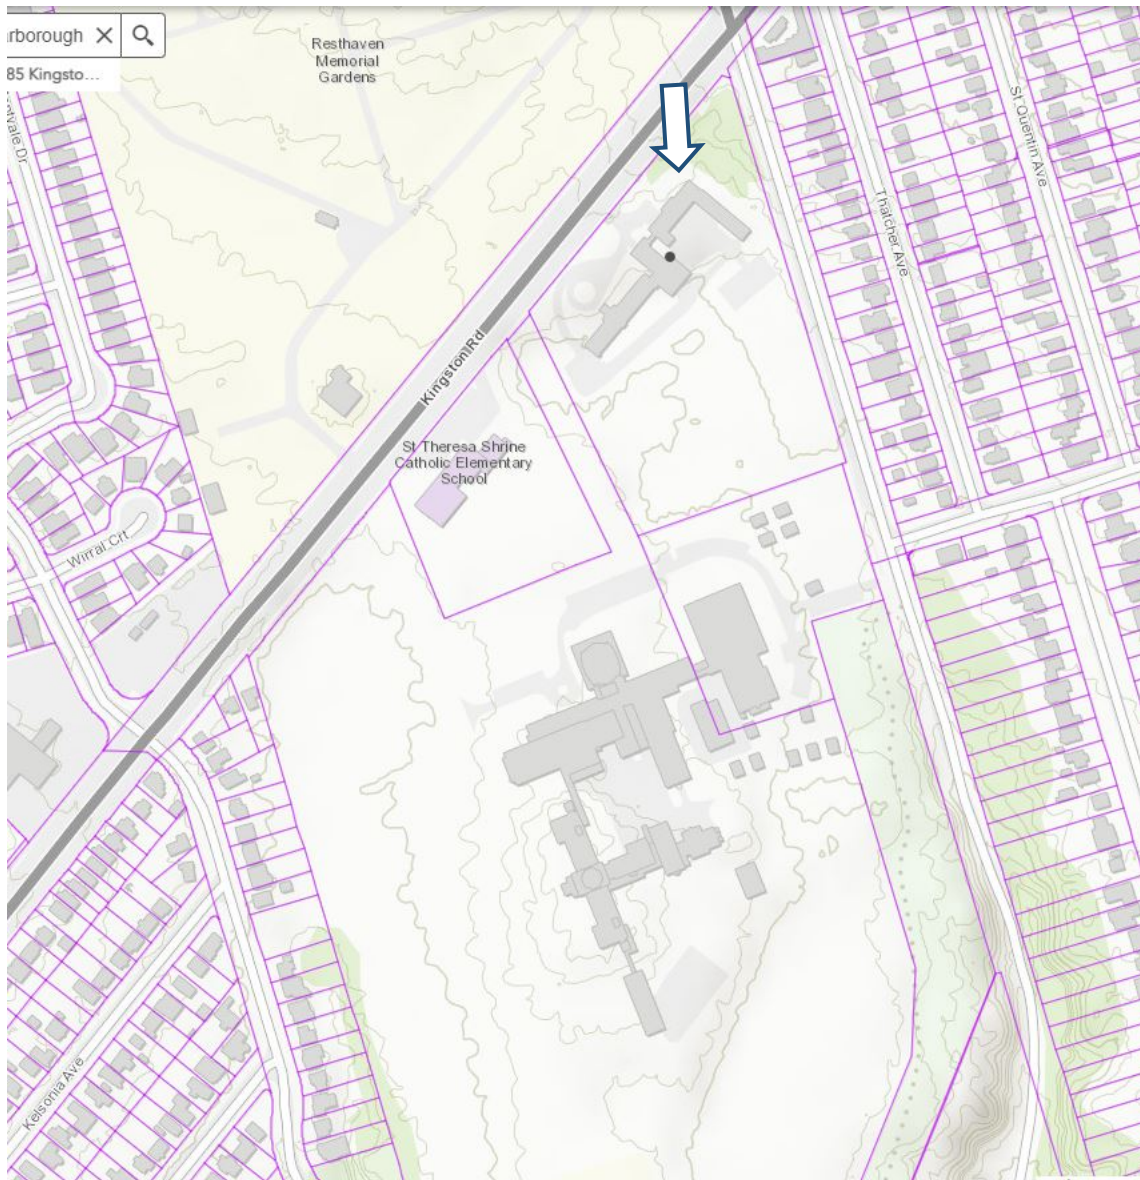 rborough
85 Kingsto...
Resthaven
Memorial
Gardens
St Quentin Ave
Thatcher Ave
Kingston Rd
St Theresa Shrine
Catholic Elementary
School
Wirral Crt
Kelsonia Ave